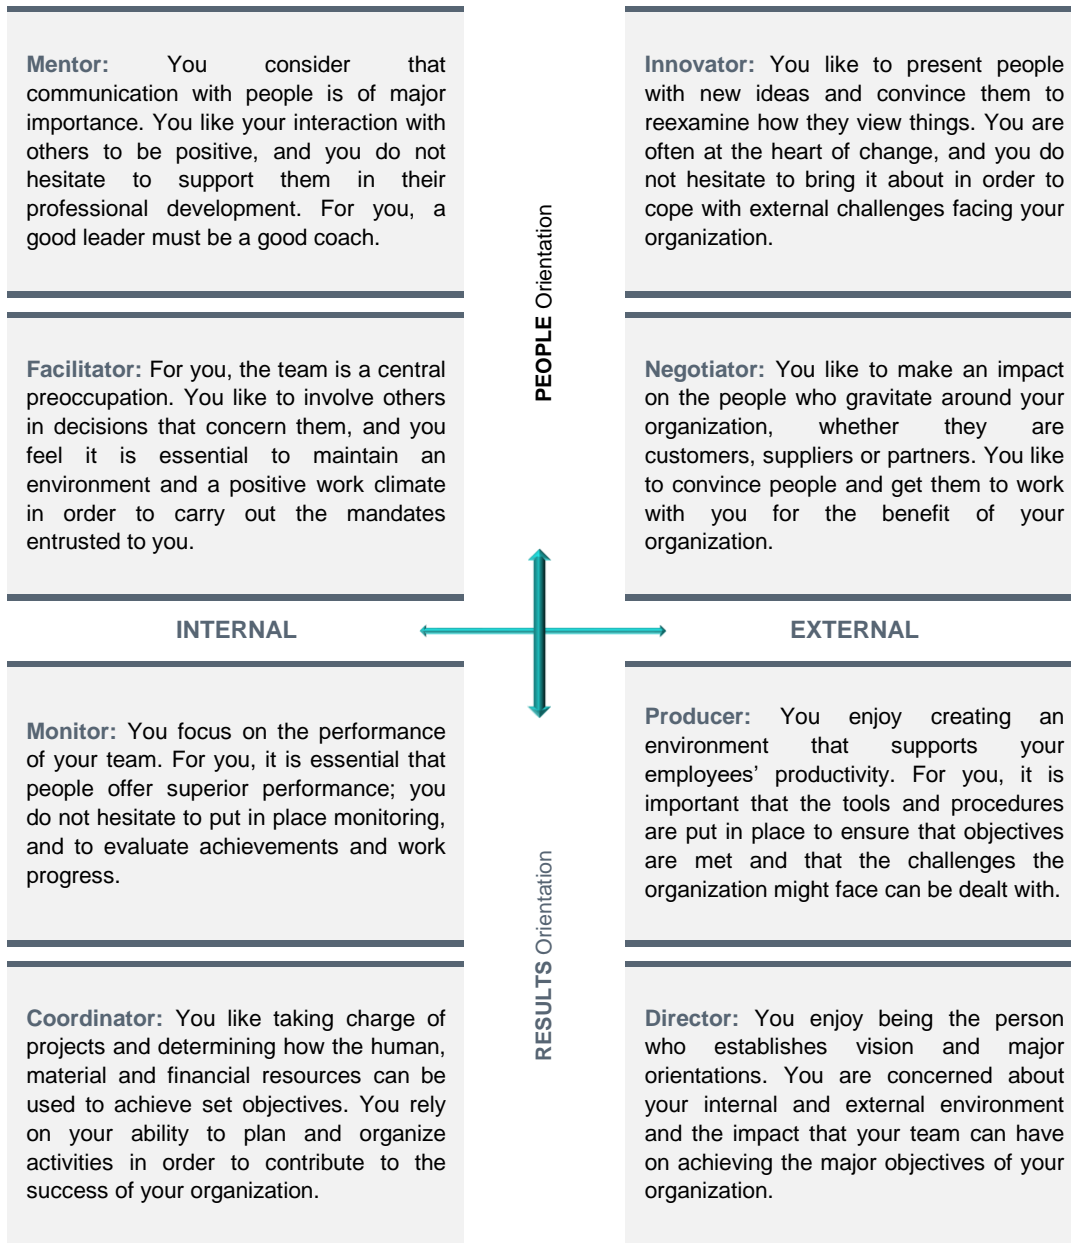 Mentor: You consider that
communication with people is of major
importance. You like your interaction with
others to be positive, and you do not
hesitate to support them in their
professional development. For you, a
good leader must be a good coach.
Innovator: You like to present people
with new ideas and convince them to
reexamine how they view things. You are
often at the heart of change, and you do
not hesitate to bring it about in order to
cope with external challenges facing your
organization.
PEOPLE Orientation
Facilitator: For you, the team is a central
preoccupation. You like to involve others
in decisions that concern them, and you
feel it is essential to maintain an
environment and a positive work climate
in order to carry out the mandates
entrusted to you.
Negotiator: You like to make an impact
on the people who gravitate around your
organization, whether they are
customers, suppliers or partners. You like
to convince people and get them to work
with you for the benefit of your
organization.
INTERNAL
EXTERNAL
Monitor: You focus on the performance
of your team. For you, it is essential that
people offer superior performance; you
do not hesitate to put in place monitoring,
and to evaluate achievements and work
progress.
Producer: You enjoy creating an
environment that supports your
employees’ productivity. For you, it is
important that the tools and procedures
are put in place to ensure that objectives
are met and that the challenges the
organization might face can be dealt with.
RESULTS Orientation
Coordinator: You like taking charge of
projects and determining how the human,
material and financial resources can be
used to achieve set objectives. You rely
on your ability to plan and organize
activities in order to contribute to the
success of your organization.
Director: You enjoy being the person
who establishes vision and major
orientations. You are concerned about
your internal and external environment
and the impact that your team can have
on achieving the major objectives of your
organization.